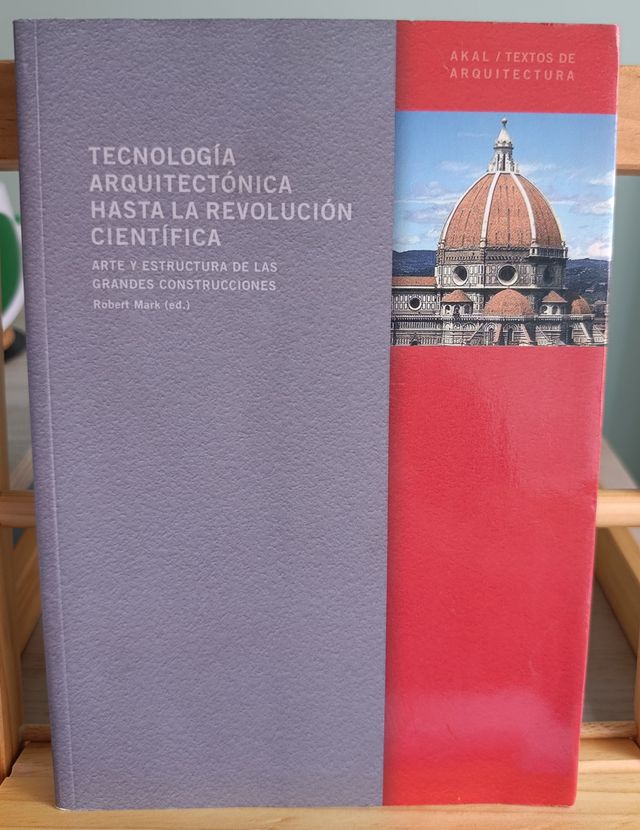 AKAL / TEXTOS DE
ARQUITECTURA
TECNOLOGÍA
ARQUITECTÓNICA
HASTA LA REVOLUCIÓN
CIENTÍFICA
ARTE Y ESTRUCTURA DE LAS
GRANDES CONSTRUCCIONES
Robert Mark (ed.)